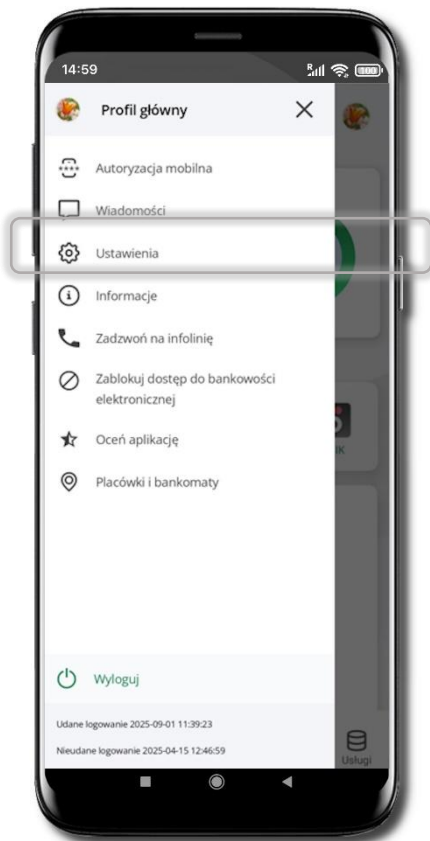 14:59
Profil główny
Autoryzacja mobilna
Wiadomości
Ustawienia
Informacje
Zadzwoń na infolinię
Zablokuj dostęp do bankowości
elektronicznej
Oceń aplikację
Placówki i bankomaty
Wyloguj
Udane logowanie 2025-09-01 11:39:23
Nieudane logowanie 2025-04-15 12:46:59
Usługi